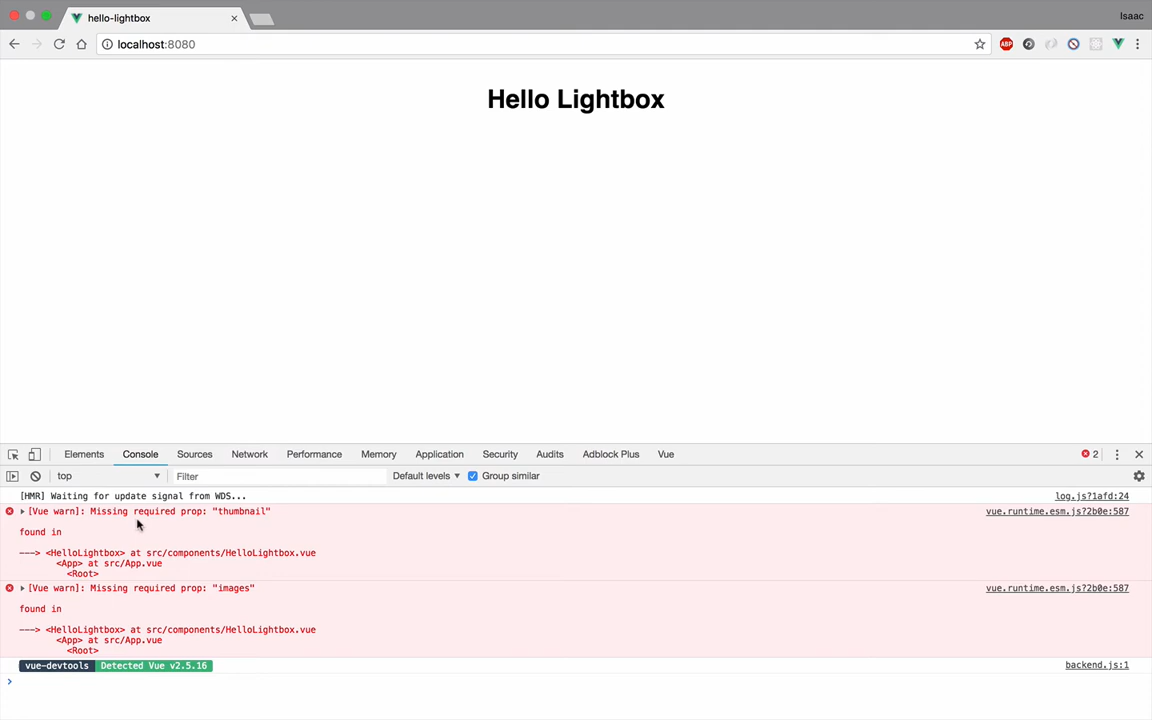 hello-lightbox
Isaac
localhost:8080
ABP
Hello Lightbox
Elements Console Sources Network Performance Memory Application Security Audits Adblock Plus Vue 2
top Filter Default levels Group similar
[HMR] Waiting for update signal from WDS... log.js?1afd:24
[Vue warn]: Missing required prop: "thumbnail" vue.runtime.esm.js?2b0e:587
found in
---> <HelloLightbox> at src/components/HelloLightbox.vue
<App> at src/App.vue
<Root>
[Vue warn]: Missing required prop: "images" vue.runtime.esm.js?2b0e:587
found in
---> <HelloLightbox> at src/components/HelloLightbox.vue
<App> at src/App.vue
<Root>
vue-devtools Detected Vue v2.5.16 backend.js:1